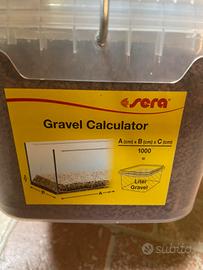 sera
Gravel Calculator
A (cm) x B (cm) x C (cm)
1000
=
Liter
Gravel
A
subito